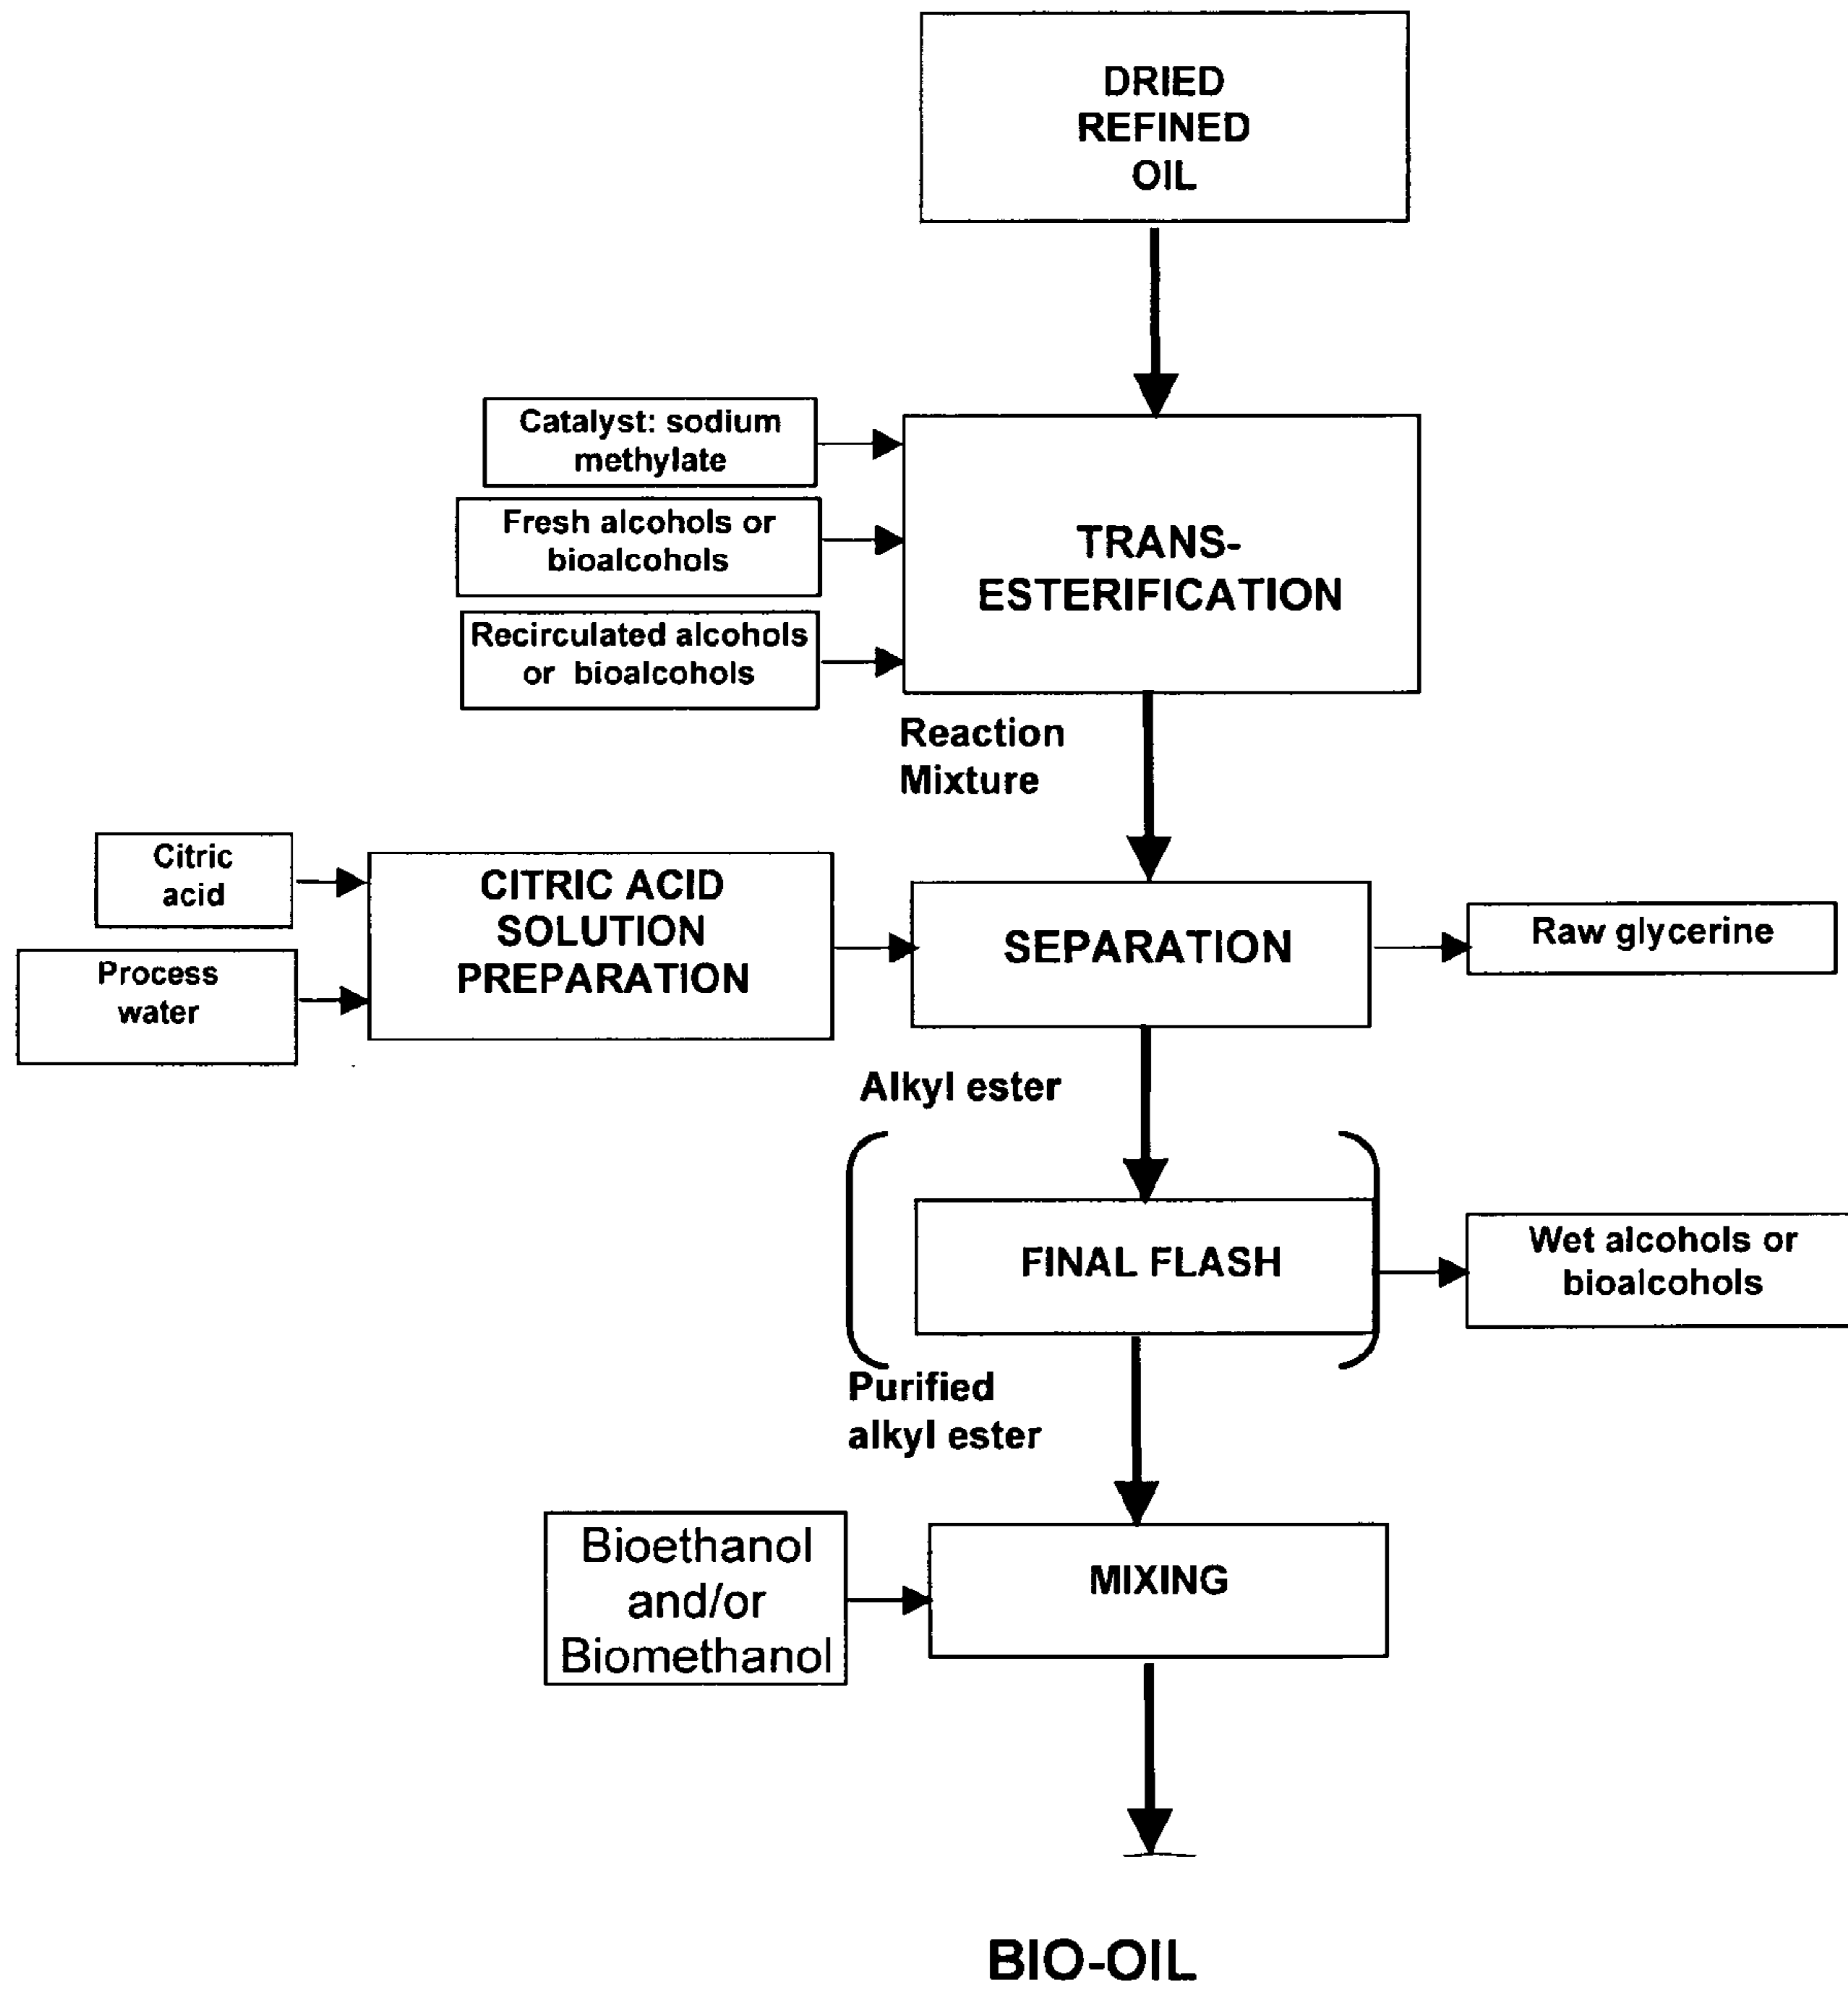 DRIED
REFINED
OIL
Catalyst: sodium
methylate
Fresh alcohols or
bioalcohols
Recirculated alcohols
or bioalcohols
TRANS-
ESTERIFICATION
Reaction
Mixture
Citric
acid
Process
water
CITRIC ACID
SOLUTION
PREPARATION
SEPARATION
Raw glycerine
Alkyl ester
FINAL FLASH
Wet alcohols or
bioalcohols
Purified
alkyl ester
Bioethanol
and/or
Biomethanol
MIXING
BIO-OIL